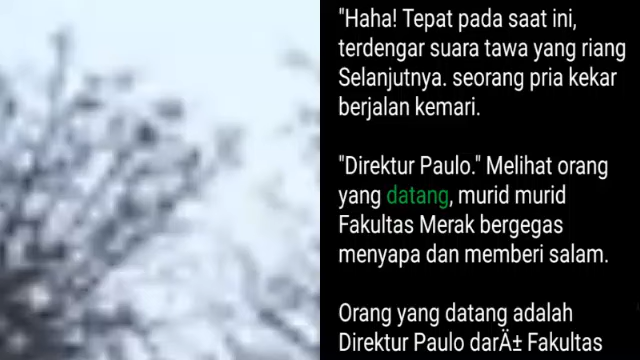 "Haha! Tepat pada saat ini,
terdengar suara tawa yang riang
Selanjutnya. seorang pria kekar
berjalan kemari.
"Direktur Paulo." Melihat orang
yang datang, murid murid
Fakultas Merak bergegas
menyapa dan memberi salam.
Orang yang datang adalah
Direktur Paulo darÄ± Fakultas